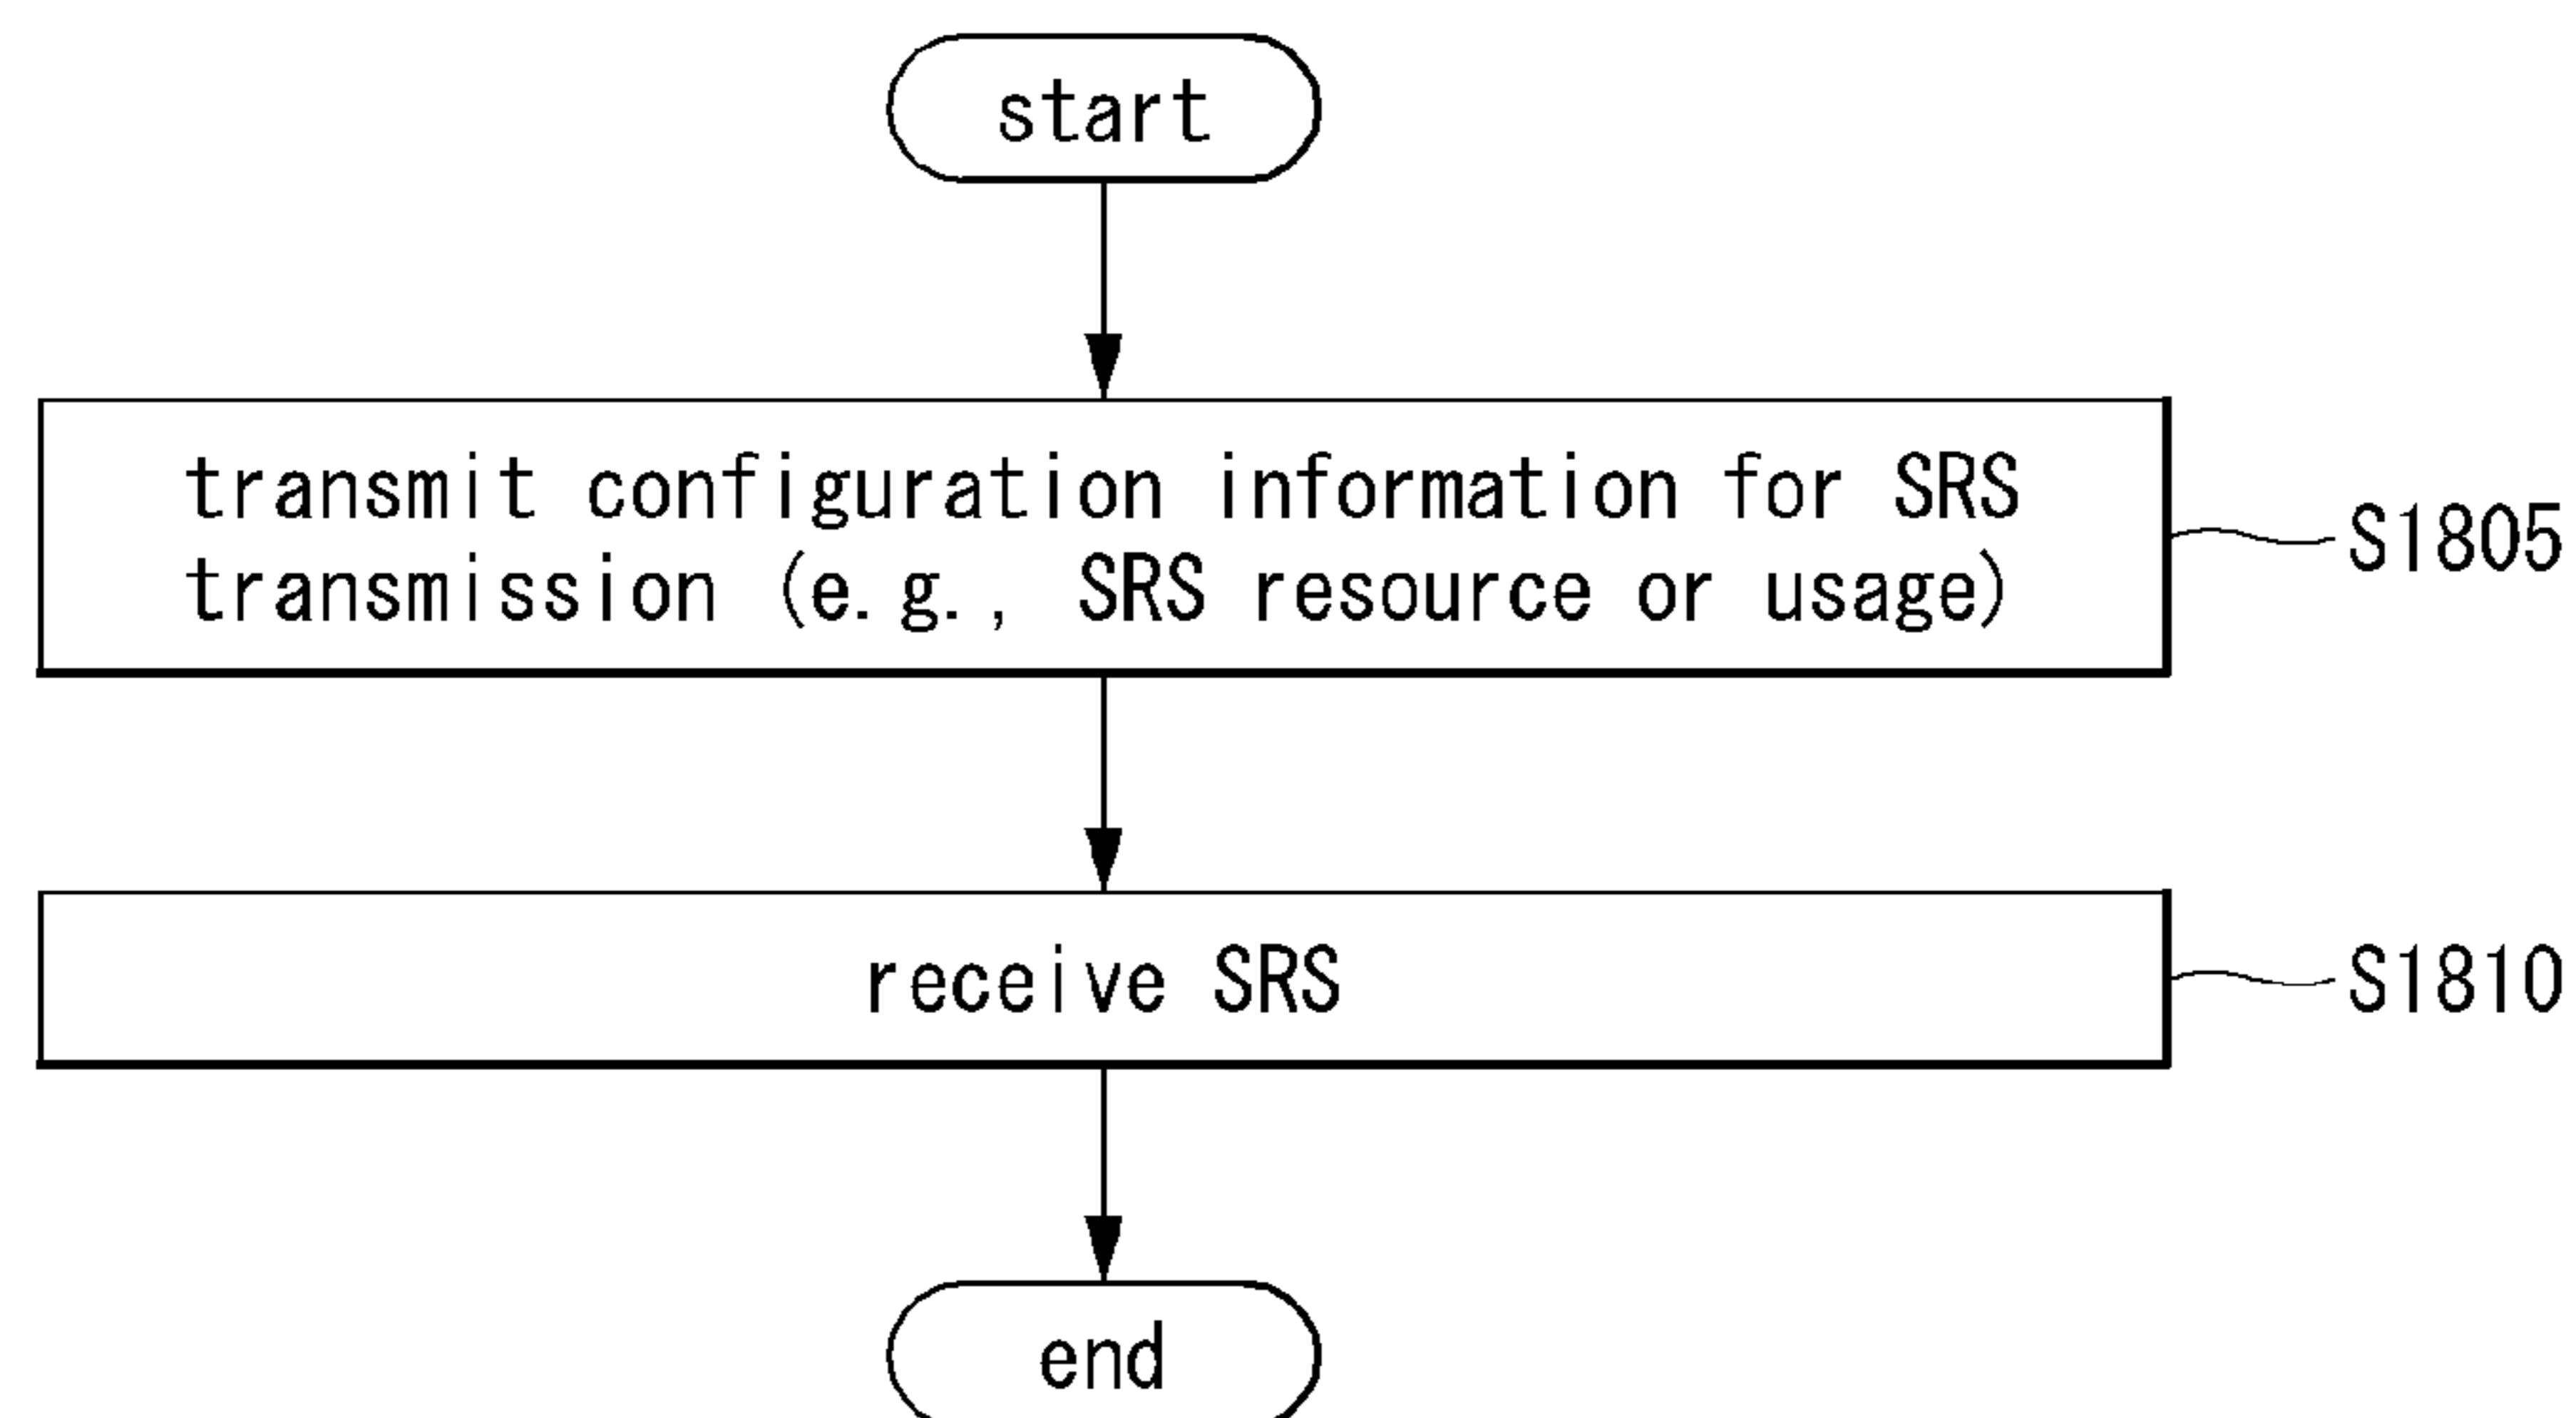 start
transmit configuration information for SRS
transmission (e.g., SRS resource or usage)
S1805
receive SRS
S1810
end